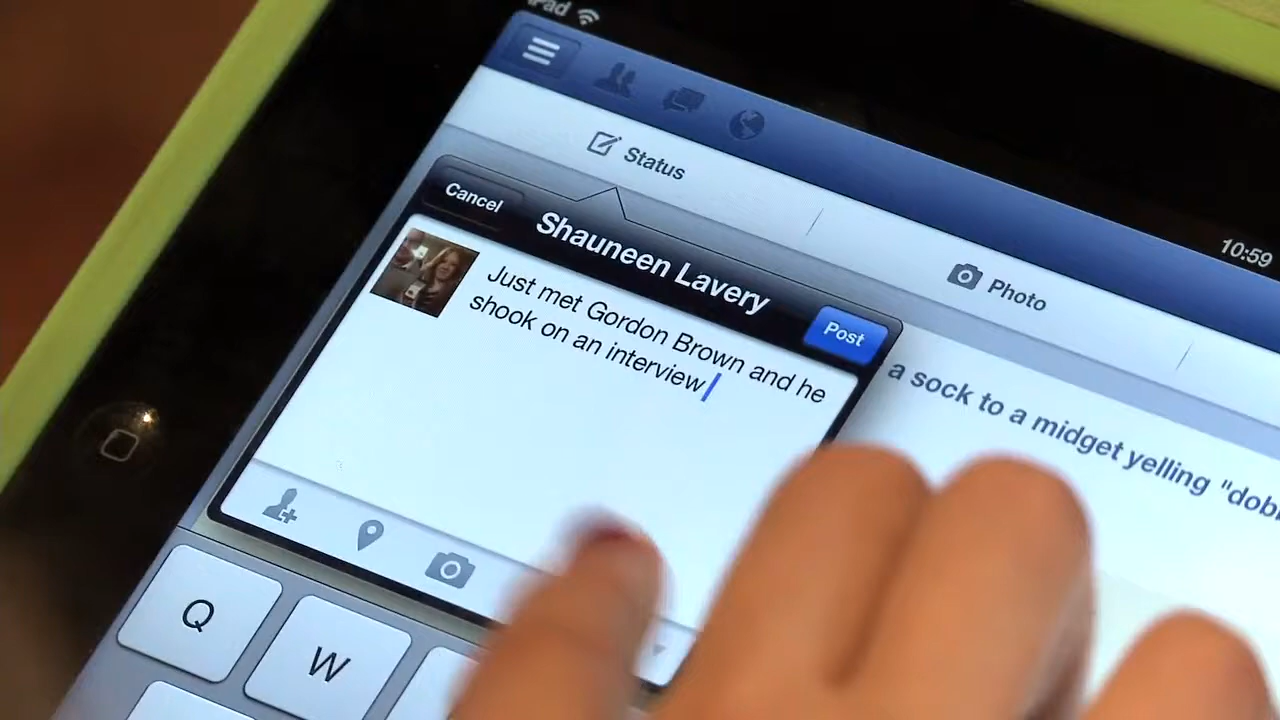 iPad
10:59
Status
Photo
Cancel
Shauneen Lavery
Post
Just met Gordon Brown and he
shook on an interview
a sock to a midget yelling "dob
Q
W